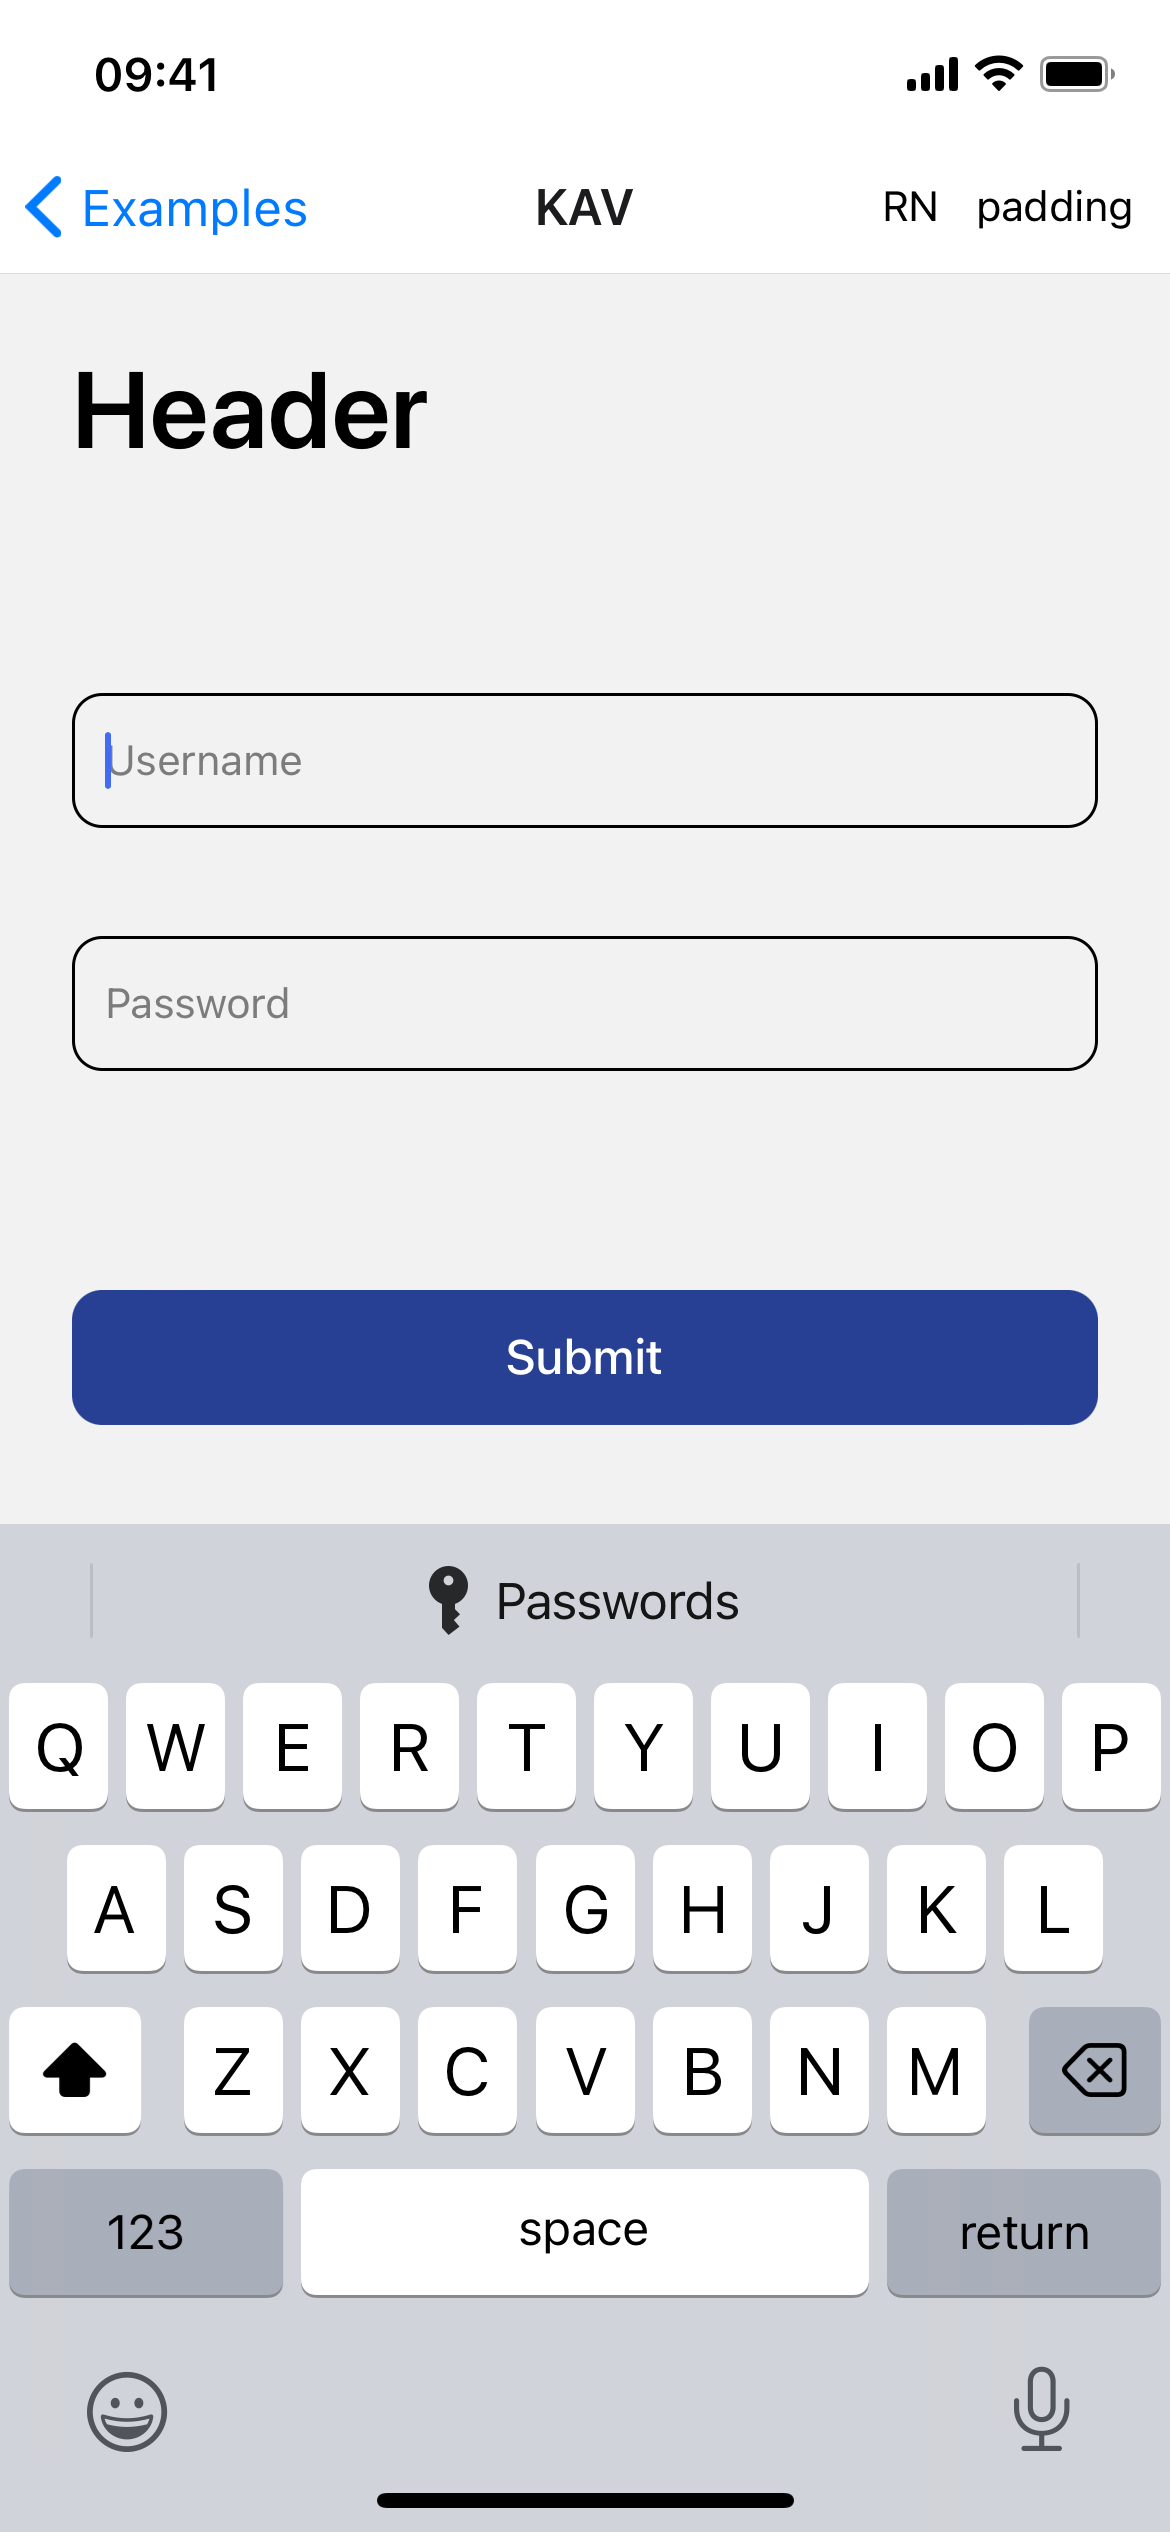 09:41
Examples KAV RN padding
Header
Username
Password
Submit
Passwords
Q W E R T Y U I O P
A S D F G H J K L
Z X C V B N M
123 space return